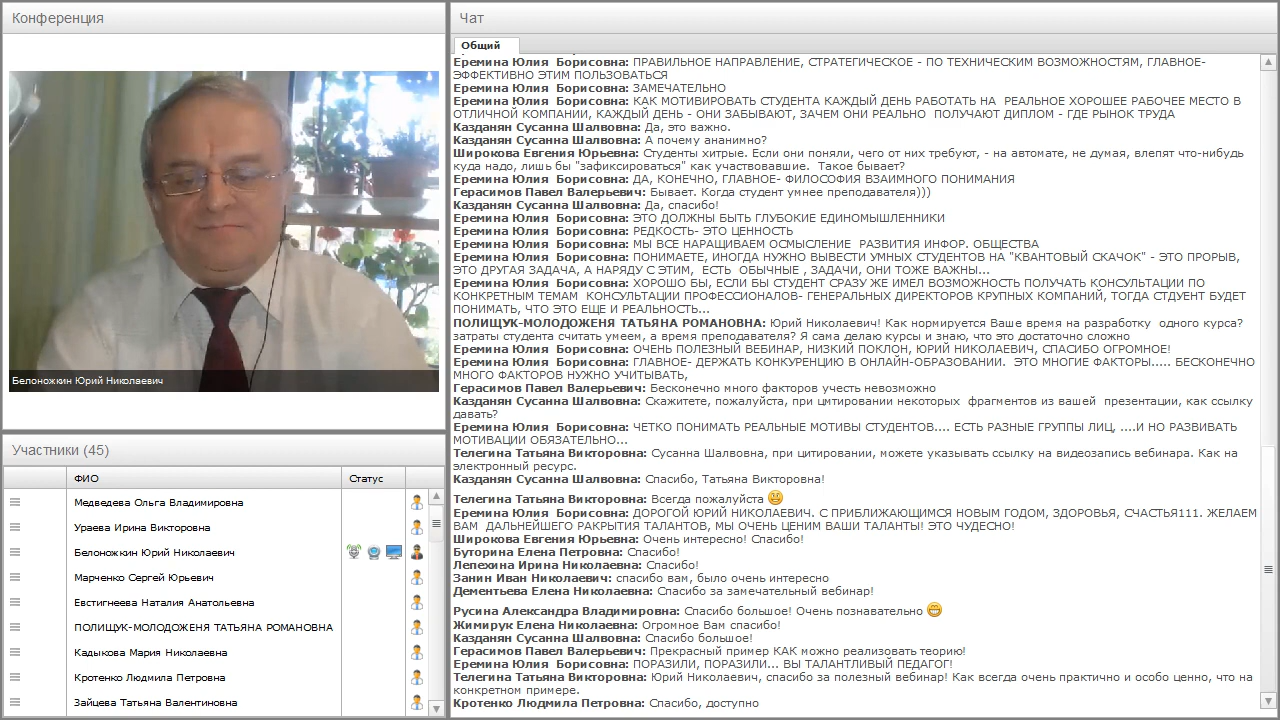 Конференция
Белоножкин Юрий Николаевич
Участники (45)
ФИО
Статус
Медведева Ольга Владимировна
Ураева Ирина Викторовна
Белоножкин Юрий Николаевич
Марченко Сергей Юрьевич
Евстигнеева Наталия Анатольевна
ПОЛИЩУК-МОЛОДОЖЕНЯ ТАТЬЯНА РОМАНОВНА
Кадыкова Мария Николаевна
Кротенко Людмила Петровна
Зайцева Татьяна Валентиновна
Чат
Общий
Еремина Юлия Борисовна: ПРАВИЛЬНОЕ НАПРАВЛЕНИЕ, СТРАТЕГИЧЕСКОЕ - ПО ТЕХНИЧЕСКИМ ВОЗМОЖНОСТЯМ, ГЛАВНОЕ-
ЭФФЕКТИВНО ЭТИМ ПОЛЬЗОВАТЬСЯ
Еремина Юлия Борисовна: ЗАМЕЧАТЕЛЬНО
Еремина Юлия Борисовна: КАК МОТИВИРОВАТЬ СТУДЕНТА КАЖДЫЙ ДЕНЬ РАБОТАТЬ НА РЕАЛЬНОЕ ХОРОШЕЕ РАБОЧЕЕ МЕСТО В
ОТЛИЧНОЙ КОМПАНИИ, КАЖДЫЙ ДЕНЬ - ОНИ ЗАБЫВАЮТ, ЗАЧЕМ ОНИ РЕАЛЬНО ПОЛУЧАЮТ ДИПЛОМ - ГДЕ РЫНОК ТРУДА
Казданян Сусанна Шалвовна: Да, это важно.
Казданян Сусанна Шалвовна: А почему ананимно?
Широкова Евгения Юрьевна: Студенты хитрые. Если они поняли, чего от них требуют, - на автомате, не думая, влепят что-нибудь
куда надо, лишь бы "зафиксироваться" как участвовавшие. Такое бывает?
Еремина Юлия Борисовна: ДА, КОНЕЧНО, ГЛАВНОЕ- ФИЛОСОФИЯ ВЗАИМНОГО ПОНИМАНИЯ
Герасимов Павел Валерьевич: Бывает. Когда студент умнее преподавателя)))
Казданян Сусанна Шалвовна: Да, спасибо!
Еремина Юлия Борисовна: ЭТО ДОЛЖНЫ БЫТЬ ГЛУБОКИЕ ЕДИНОМЫШЛЕННИКИ
Еремина Юлия Борисовна: РЕДКОСТЬ- ЭТО ЦЕННОСТЬ
Еремина Юлия Борисовна: МЫ ВСЕ НАРАЩИВАЕМ ОСМЫСЛЕНИЕ РАЗВИТИЯ ИНФОР. ОБЩЕСТВА
Еремина Юлия Борисовна: ПОНИМАЕТЕ, ИНОГДА НУЖНО ВЫВЕСТИ УМНЫХ СТУДЕНТОВ НА "КВАНТОВЫЙ СКАЧОК" - ЭТО ПРОРЫВ,
ЭТО ДРУГАЯ ЗАДАЧА, А НАРЯДУ С ЭТИМ, ЕСТЬ ОБЫЧНЫЕ , ЗАДАЧИ, ОНИ ТОЖЕ ВАЖНЫ...
Еремина Юлия Борисовна: ХОРОШО БЫ, ЕСЛИ БЫ СТУДЕНТ СРАЗУ ЖЕ ИМЕЛ ВОЗМОЖНОСТЬ ПОЛУЧАТЬ КОНСУЛЬТАЦИИ ПО
КОНКРЕТНЫМ ТЕМАМ КОНСУЛЬТАЦИИ ПРОФЕССИОНАЛОВ- ГЕНЕРАЛЬНЫХ ДИРЕКТОРОВ КРУПНЫХ КОМПАНИЙ, ТОГДА СТДУЕНТ БУДЕТ
ПОНИМАТЬ, ЧТО ЭТО ЕЩЕ И РЕАЛЬНОСТЬ...
ПОЛИЩУК-МОЛОДОЖЕНЯ ТАТЬЯНА РОМАНОВНА: Юрий Николаевич! Как нормируется Ваше время на разработку одного курса?
затраты студента считать умеем, а время преподавателя? Я сама делаю курсы и знаю, что это достаточно сложно
Еремина Юлия Борисовна: ОЧЕНЬ ПОЛЕЗНЫЙ ВЕБИНАР, НИЗКИЙ ПОКЛОН, ЮРИЙ НИКОЛАЕВИЧ, СПАСИБО ОГРОМНОЕ!
Еремина Юлия Борисовна: ГЛАВНОЕ- ДЕРЖАТЬ КОНКУРЕНЦИЮ В ОНЛАЙН-ОБРАЗОВАНИИ. ЭТО МНОГИЕ ФАКТОРЫ..... БЕСКОНЕЧНО
МНОГО ФАКТОРОВ НУЖНО УЧИТЫВАТЬ,
Герасимов Павел Валерьевич: Бесконечно много факторов учесть невозможно
Казданян Сусанна Шалвовна: Скажитете, пожалуйста, при цмтировании некоторых фрагментов из вашей презентации, как ссылку
давать?
Еремина Юлия Борисовна: ЧЕТКО ПОНИМАТЬ РЕАЛЬНЫЕ МОТИВЫ СТУДЕНТОВ.... ЕСТЬ РАЗНЫЕ ГРУППЫ ЛИЦ, ....И НО РАЗВИВАТЬ
МОТИВАЦИИ ОБЯЗАТЕЛЬНО...
Телегина Татьяна Викторовна: Сусанна Шалвовна, при цитировании, можете указывать ссылку на видеозапись вебинара. Как на
электронный ресурс.
Казданян Сусанна Шалвовна: Спасибо, Татьяна Викторовна!
Телегина Татьяна Викторовна: Всегда пожалуйста
Еремина Юлия Борисовна: ДОРОГОЙ ЮРИЙ НИКОЛАЕВИЧ. С ПРИБЛИЖАЮЩИМСЯ НОВЫМ ГОДОМ, ЗДОРОВЬЯ, СЧАСТЬЯ111. ЖЕЛАЕМ
ВАМ ДАЛЬНЕЙШЕГО РАКРЫТИЯ ТАЛАНТОВ, МЫ ОЧЕНЬ ЦЕНИМ ВАШИ ТАЛАНТЫ! ЭТО ЧУДЕСНО!
Широкова Евгения Юрьевна: Очень интересно! Спасибо!
Буторина Елена Петровна: Спасибо!
Лепехина Ирина Николаевна: Спасибо!
Занин Иван Николаевич: спасибо вам, было очень интересно
Дементьева Елена Николаевна: Спасибо за замечательный вебинар!
Русина Александра Владимировна: Спасибо большое! Очень познавательно
Жимирук Елена Николаевна: Огромное Вам спасибо!
Казданян Сусанна Шалвовна: Спасибо большое!
Герасимов Павел Валерьевич: Прекрасный пример КАК можно реализовать теорию!
Еремина Юлия Борисовна: ПОРАЗИЛИ, ПОРАЗИЛИ... ВЫ ТАЛАНТЛИВЫЙ ПЕДАГОГ!
Телегина Татьяна Викторовна: Юрий Николаевич, спасибо за полезный вебинар! Как всегда очень практично и особо ценно, что на
конкретном примере.
Кротенко Людмила Петровна: Спасибо, доступно